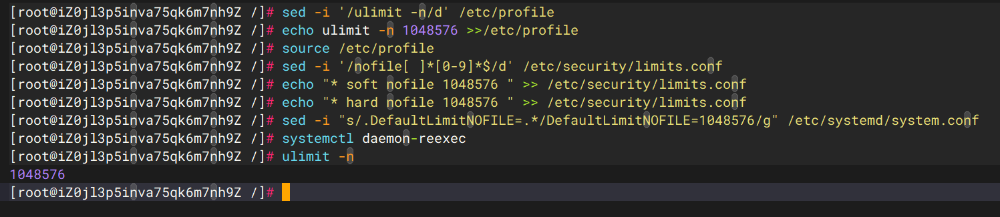 [root@iZ0jl3p5inva75qk6m7nh9Z /]# sed -i '/ulimit -n/d' /etc/profile
[root@iZ0jl3p5inva75qk6m7nh9Z /]# echo ulimit -n 1048576 >>/etc/profile
[root@iZ0jl3p5inva75qk6m7nh9Z /]# source /etc/profile
[root@iZ0jl3p5inva75qk6m7nh9Z /]# sed -i '/nofile[ ]*[0-9]*$/d' /etc/security/limits.conf
[root@iZ0jl3p5inva75qk6m7nh9Z /]# echo "* soft nofile 1048576 " >> /etc/security/limits.conf
[root@iZ0jl3p5inva75qk6m7nh9Z /]# echo "* hard nofile 1048576 " >> /etc/security/limits.conf
[root@iZ0jl3p5inva75qk6m7nh9Z /]# sed -i "s/.DefaultLimitNOFILE=.*/DefaultLimitNOFILE=1048576/g" /etc/systemd/system.conf
[root@iZ0jl3p5inva75qk6m7nh9Z /]# systemctl daemon-reexec
[root@iZ0jl3p5inva75qk6m7nh9Z /]# ulimit -n
1048576
[root@iZ0jl3p5inva75qk6m7nh9Z /]#